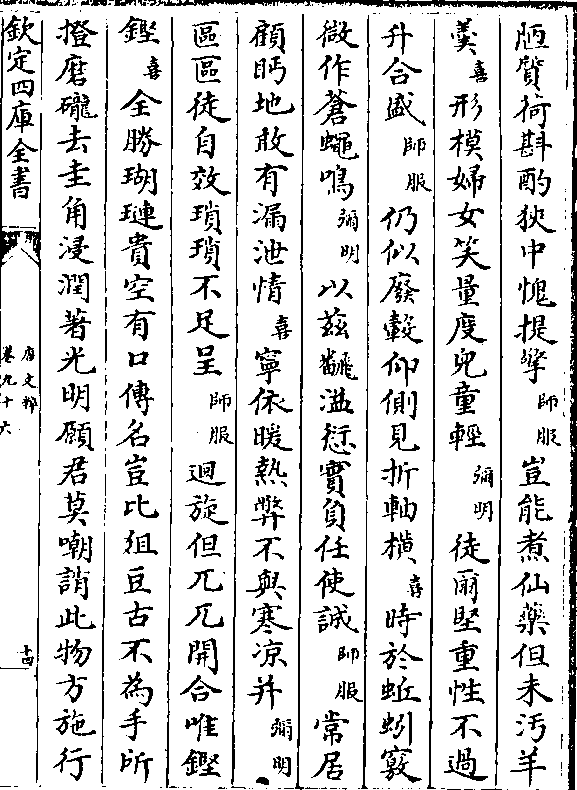 陋質荷斟酌狹中愧提擎師服豈能煮仙藥但未汚羊
羹喜形模婦女笑量度兒童輕彌明徒爾堅重性不過
升合盛師服仍似廢轂仰側見折軸橫喜時於蚯蚓竅
微作蒼蠅鳴彌明以茲飜溢愆實負任使誠師服常居
顧眄地敢有漏泄情喜寧依暖熱弊不與寒凉并彌明
區區徒自效瑣瑣不足呈師服迴旋但兀兀開合唯鏗
鏗喜全勝瑚璉貴空有口傳名豈比俎豆古不為手所
撜磨礲去圭角浸潤著光明願君莫嘲誚此物方施行
欽定四庫全書
唐文粹
卷九十六
十四